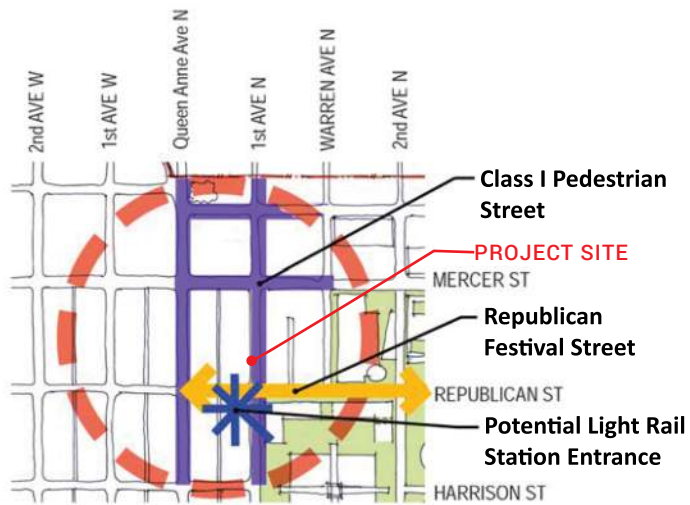 2nd AVE W
1st AVE W
Queen Anne Ave N
1st AVE N
WARREN AVE N
2nd AVE N
Class I Pedestrian
Street
PROJECT SITE
MERCER ST
Republican
Festival Street
REPUBLICAN ST
Potential Light Rail
Station Entrance
HARRISON ST